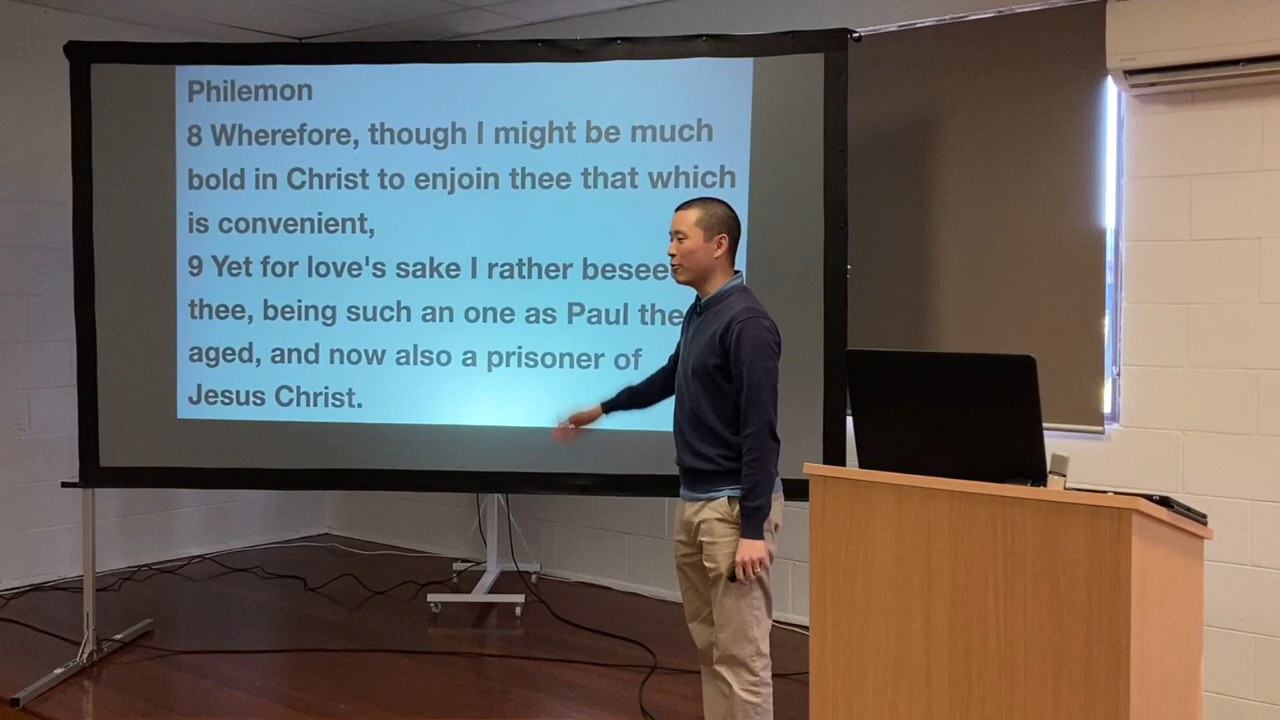 Philemon
8 Wherefore, though I might be much
bold in Christ to enjoin thee that which
is convenient,
9 Yet for love's sake I rather
thee, being such an one as Paul the
aged, and now also a prisoner of
Jesus Christ.